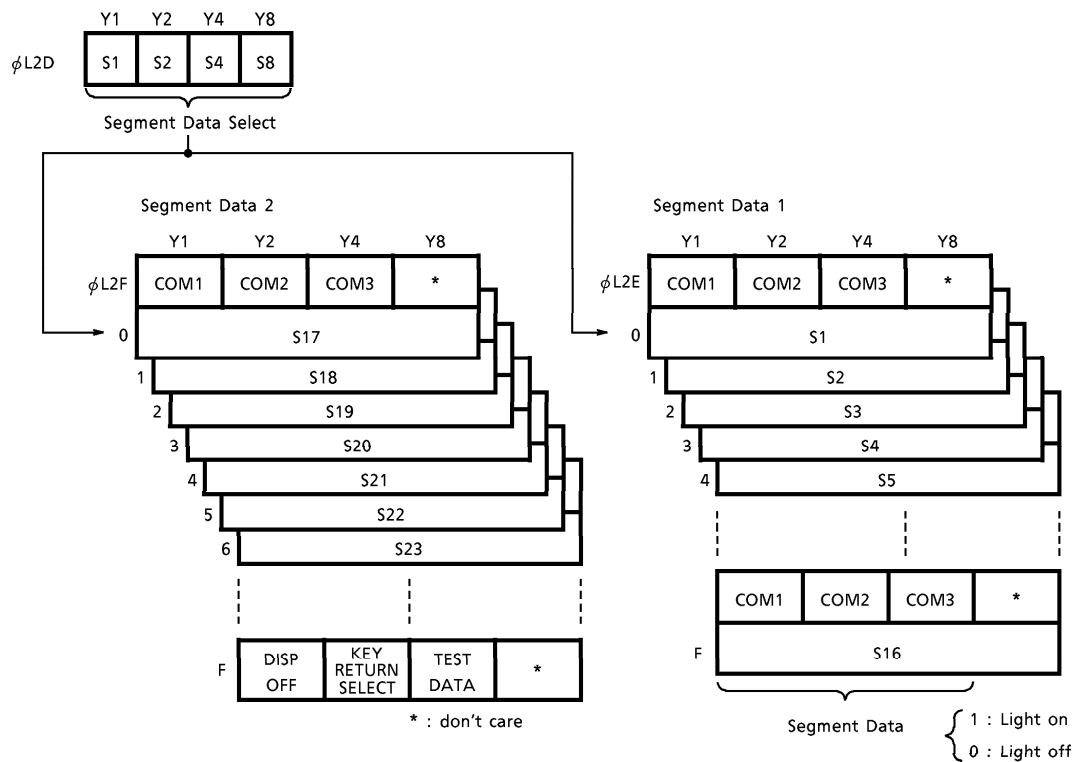 Y1 Y2 Y4 Y8
φL2D S1 S2 S4 S8
Segment Data Select
Segment Data 2
Y1 Y2 Y4 Y8
φL2F COM1 COM2 COM3 *
0 S17
1 S18
2 S19
3 S20
4 S21
5 S22
6 S23
F DISP OFF KEY RETURN SELECT TEST DATA *
* : don't care
Segment Data 1
Y1 Y2 Y4 Y8
φL2E COM1 COM2 COM3 *
0 S1
1 S2
2 S3
3 S4
4 S5
COM1 COM2 COM3 *
F S16
Segment Data
1 : Light on
0 : Light off